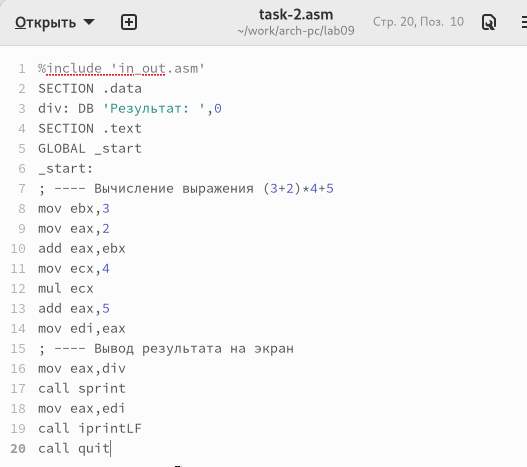 Открыть
task-2.asm
~/work/arch-pc/lab09
Стр. 20, Поз. 10
1 %include 'in_out.asm'
2 SECTION .data
3 div: DB 'Результат: ',0
4 SECTION .text
5 GLOBAL _start
6 _start:
7 ; ---- Вычисление выражения (3+2)*4+5
8 mov ebx,3
9 mov eax,2
10 add eax,ebx
11 mov ecx,4
12 mul ecx
13 add eax,5
14 mov edi,eax
15 ; ---- Вывод результата на экран
16 mov eax,div
17 call sprint
18 mov eax,edi
19 call iprintLF
20 call quit